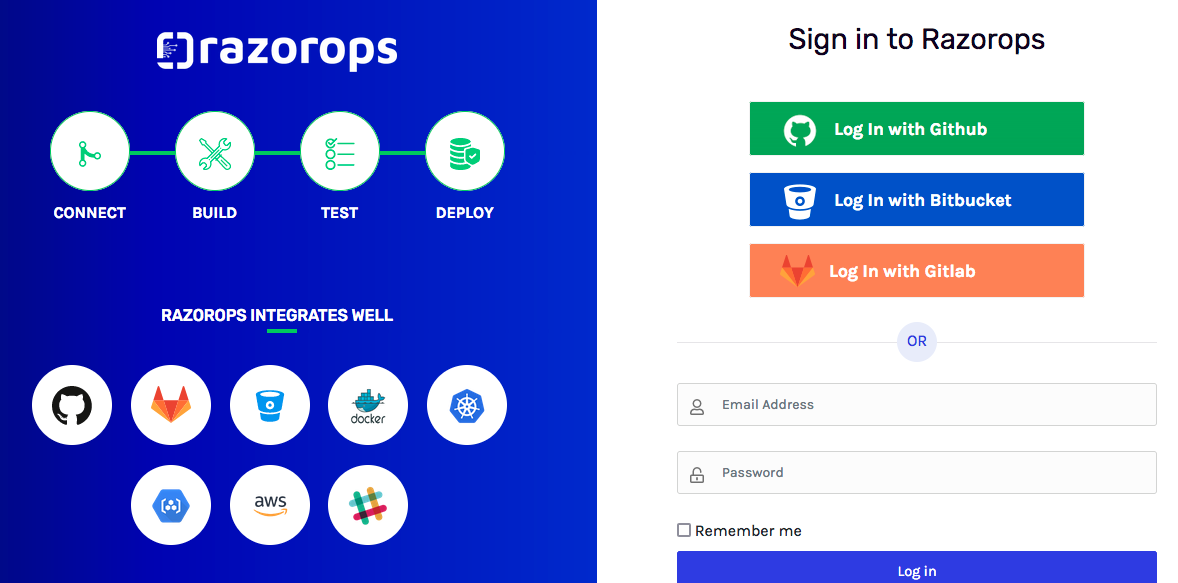 razorops
CONNECT BUILD TEST DEPLOY
RAZOROPS INTEGRATES WELL
docker
aws
Sign in to Razorops
Log In with Github
Log In with Bitbucket
Log In with Gitlab
OR
Email Address
Password
Remember me
Log in